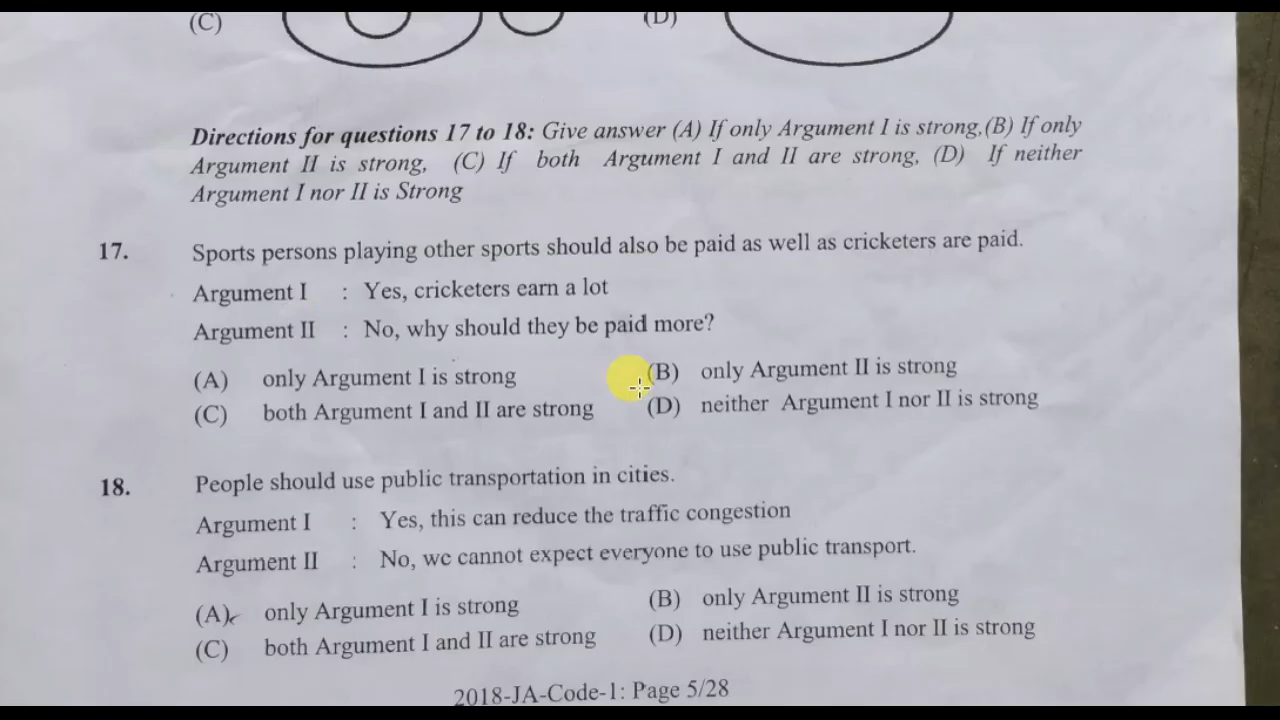 (C) (D)
Directions for questions 17 to 18: Give answer (A) If only Argument I is strong,(B) If only
Argument II is strong, (C) If both Argument I and II are strong, (D) If neither
Argument I nor II is Strong
17. Sports persons playing other sports should also be paid as well as cricketers are paid.
Argument I : Yes, cricketers earn a lot
Argument II : No, why should they be paid more?
(A) only Argument I is strong (B) only Argument II is strong
(C) both Argument I and II are strong (D) neither Argument I nor II is strong
18. People should use public transportation in cities.
Argument I : Yes, this can reduce the traffic congestion
Argument II : No, we cannot expect everyone to use public transport.
(A) only Argument I is strong (B) only Argument II is strong
(C) both Argument I and II are strong (D) neither Argument I nor II is strong
2018-JA-Code-1: Page 5/28